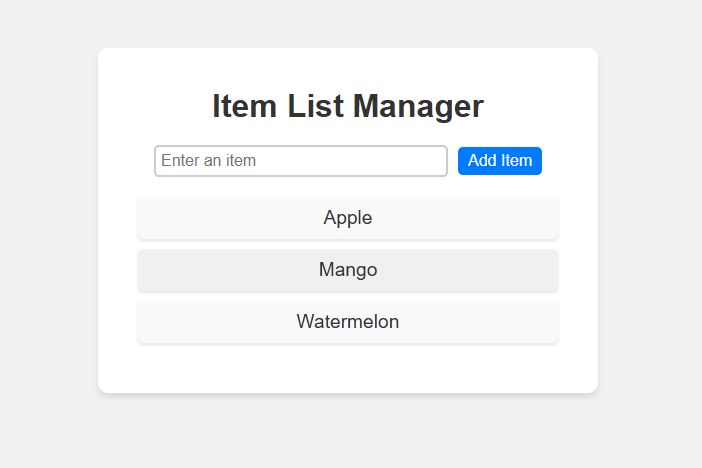 Item List Manager
Enter an item Add Item
Apple
Mango
Watermelon